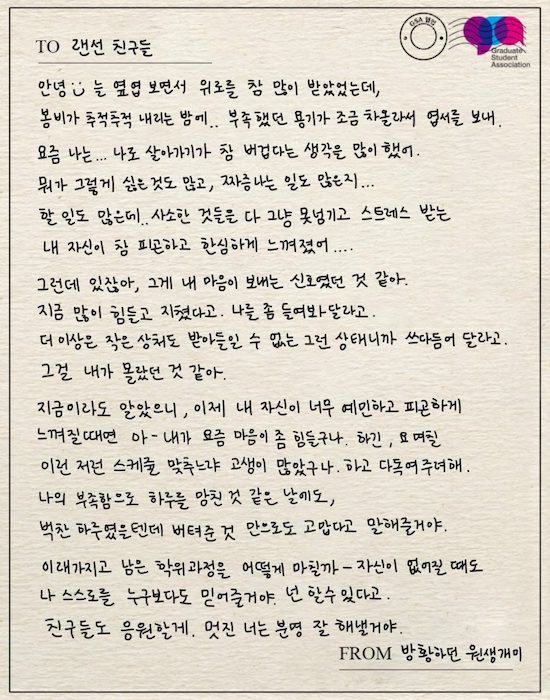 GSA 엽편
Graduate
Student
Association
TO 랜선 친구들
안녕 늘 옆엽 보면서 위로를 참 많이 받았었는데,
봄비가 추적추적 내리는 밤에.. 부족했던 용기가 조금 차올라서 엽서를 보내.
요즘 나는... 나로 살아가기가 참 버겁다는 생각을 많이 했어.
뭐가 그렇게 싫은것도 많고, 짜증나는 일도 많은지...
할 일도 많은데.. 사소한 것들을 다 그냥 못넘기고 스트레스 받는
내 자신이 참 피곤하고 한심하게 느껴졌어....
그런데 있잖아, 그게 내 마음이 보내는 신호였던 것 같아.
지금 많이 힘들고 지쳤다고. 나를 좀 들여봐달라고.
더 이상은 작은 상처도 받아들일 수 없는 그런 상태니까 쓰다듬어 달라고.
그걸 내가 몰랐던 것 같아.
지금이라도 알았으니, 이제 내 자신이 너무 예민하고 피곤하게
느껴질때면 아- 내가 요즘 마음이 좀 힘들구나. 하긴, 요 며칠
이런 저런 스케줄 맞추느라 고생이 많았구나. 하고 다독여주려해.
나의 부족함으로 하루를 망친 것 같은 날에도,
벅찬 하루였을텐데 버텨준 것 만으로도 고맙다고 말해줄거야.
이래가지고 남은 학위과정을 어떻게 마칠까- 자신이 없어질 때도
나 스스로를 누구보다도 믿어줄거야. 넌 할수있다고.
친구들도 응원할게. 멋진 너는 분명 잘 해낼거야.
FROM 방황하던 원생개미